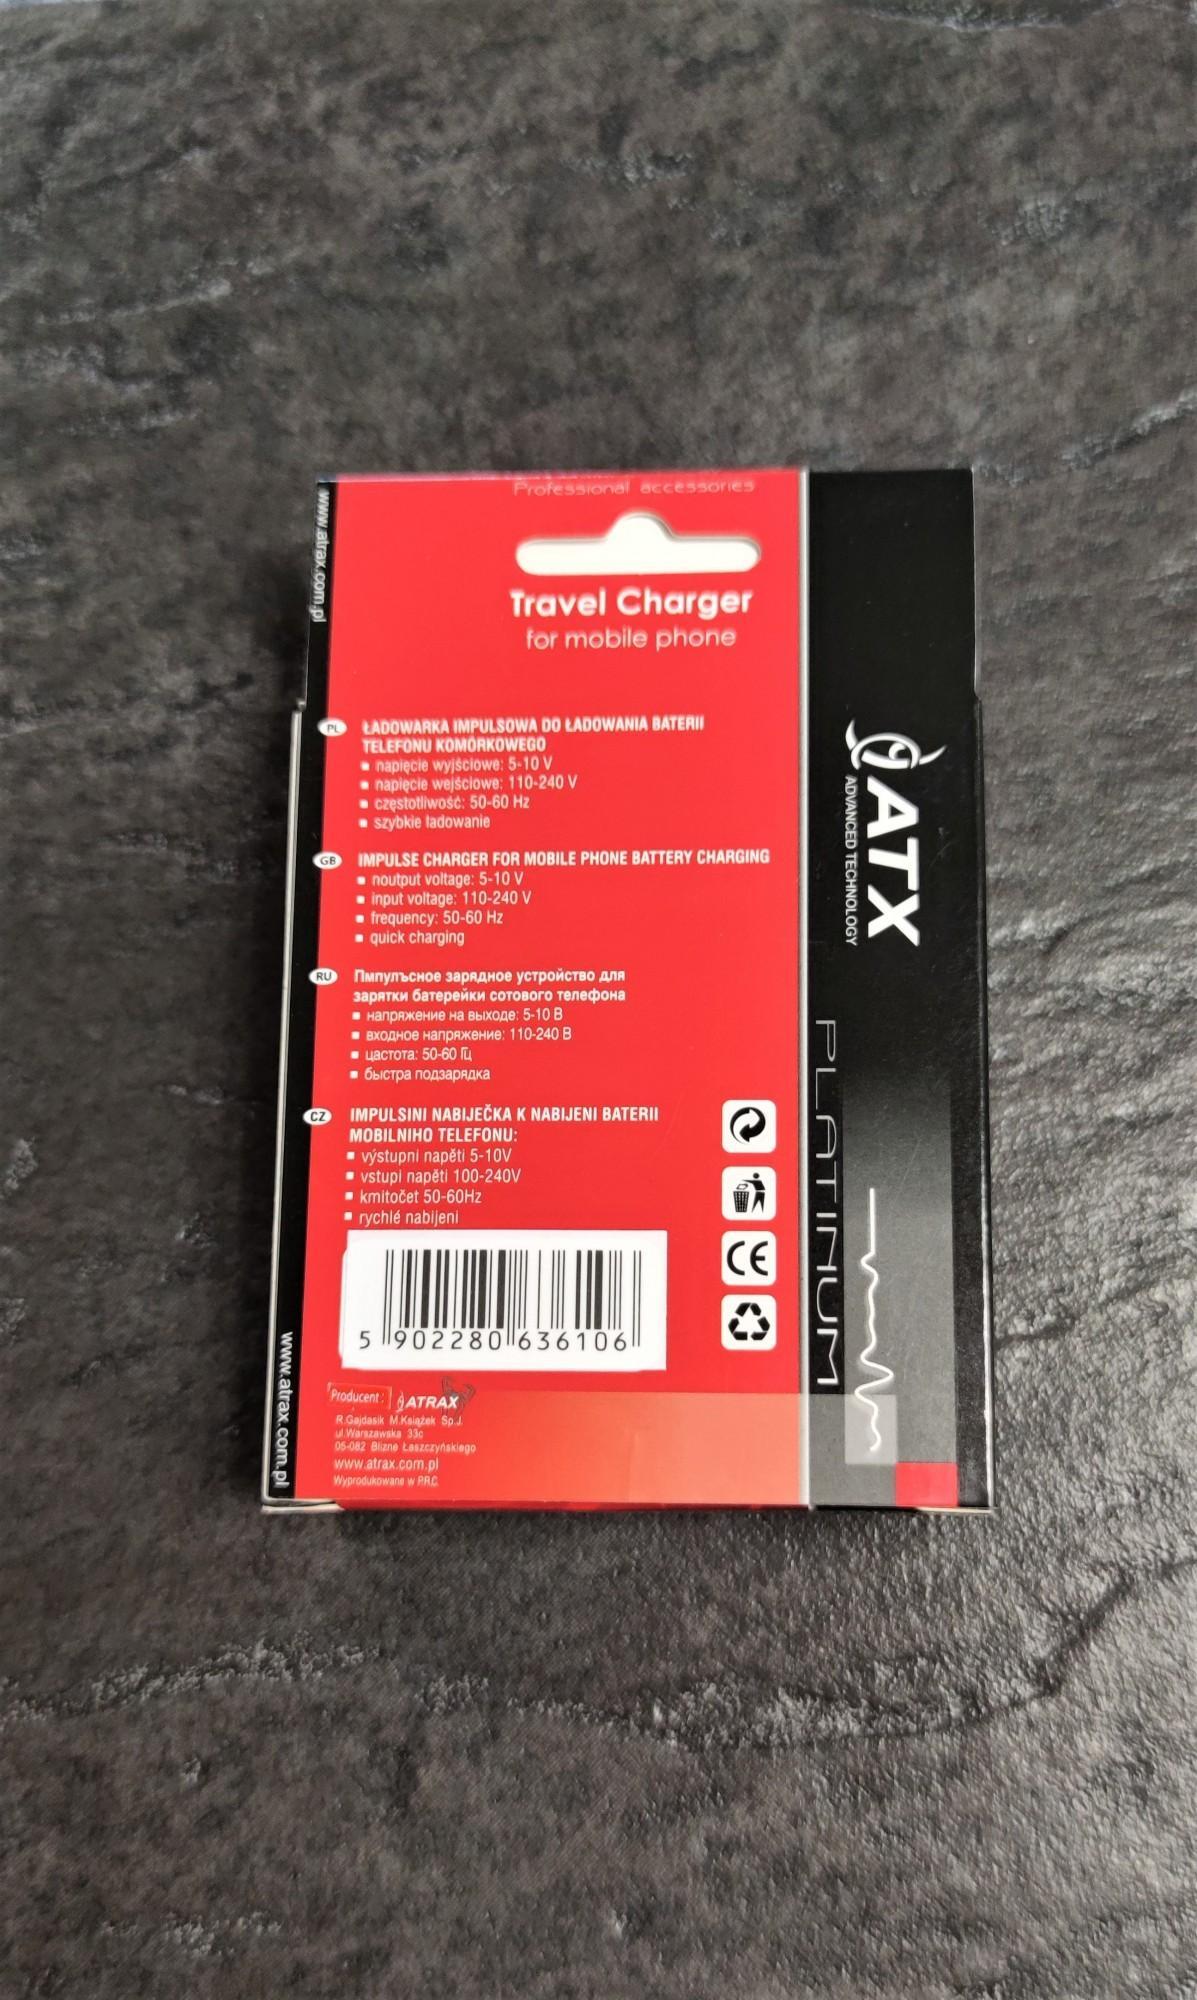 Professional accessories
Travel Charger
for mobile phone
PL ŁADOWARKA IMPULSOWA DO ŁADOWANIA BATERII
TELEFONU KOMÓRKOWEGO
napięcie wyjściowe: 5-10 V
napięcie wejściowe: 110-240 V
częstotliwość: 50-60 Hz
szybkie ładowanie
GB IMPULSE CHARGER FOR MOBILE PHONE BATTERY CHARGING
noutput voltage: 5-10 V
input voltage: 110-240 V
frequency: 50-60 Hz
quick charging
RU Пмпулъсное зарядное устройство для
зарятки батерейки сотового телефона
напряжение на выходе: 5-10 В
входное напряжение: 110-240 В
цастота: 50-60 Гц
быстра подзарядка
CZ IMPULSINI NABIJEČKA K NABIJENI BATERII
MOBILNIHO TELEFONU:
výstupni napěti 5-10V
vstupi napěti 100-240V
kmitočet 50-60Hz
rychlé nabijeni
CE
5 902280 636106
Producent: ATRAX
R.Gajdasik M.Książek Sp.J.
ul.Warszawska 33c
05-082 Blizne Łaszczyńskiego
www.atrax.com.pl
Wyprodukowane w P.R.C
www.atrax.com.pl
www.atrax.com.pl
ATX
ADVANCED TECHNOLOGY
PLATINUM